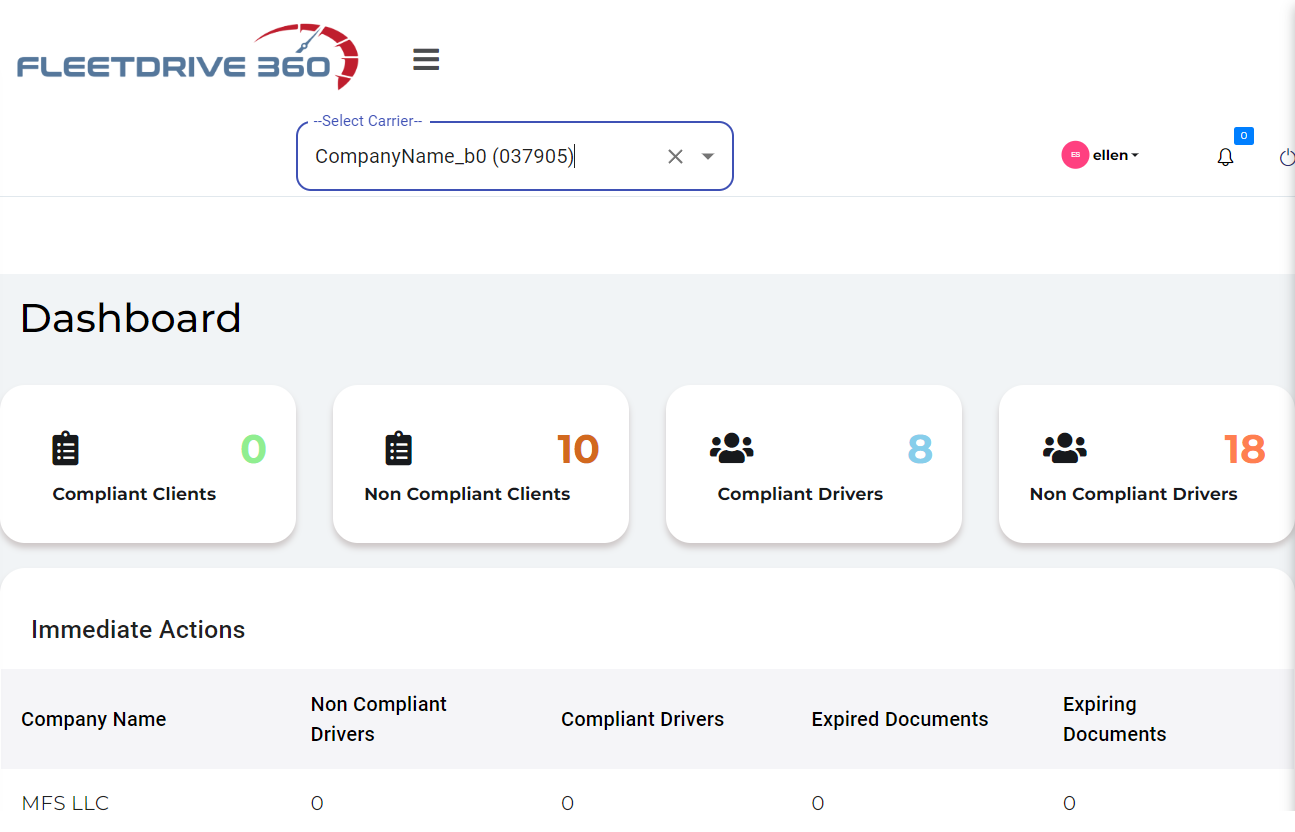 FLEETDRIVE 360
--Select Carrier--
CompanyName_b0 (037905)
EB ellen
0
Dashboard
0
Compliant Clients
10
Non Compliant Clients
8
Compliant Drivers
18
Non Compliant Drivers
Immediate Actions
Company Name
Non Compliant
Drivers
Compliant Drivers
Expired Documents
Expiring
Documents
MFS LLC 0 0 0 0